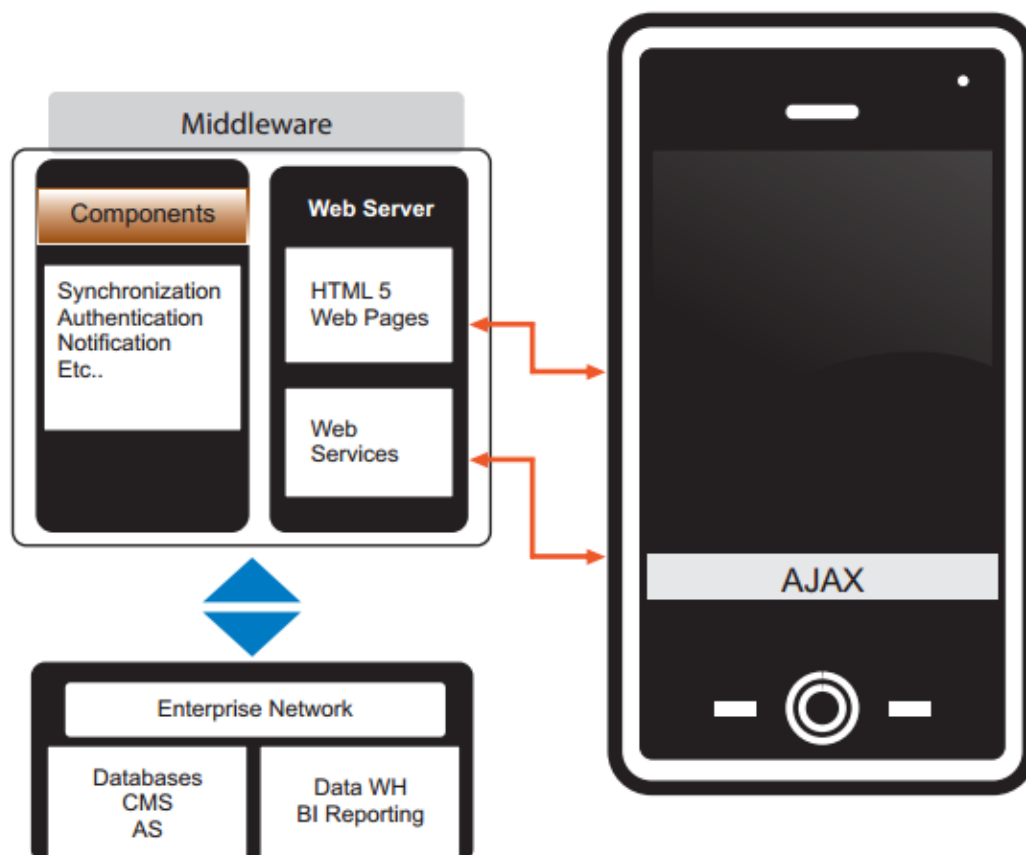 Middleware
Components
Synchronization
Authentication
Notification
Etc..
Web Server
HTML 5
Web Pages
Web
Services
AJAX
Enterprise Network
Databases
CMS
AS
Data WH
BI Reporting